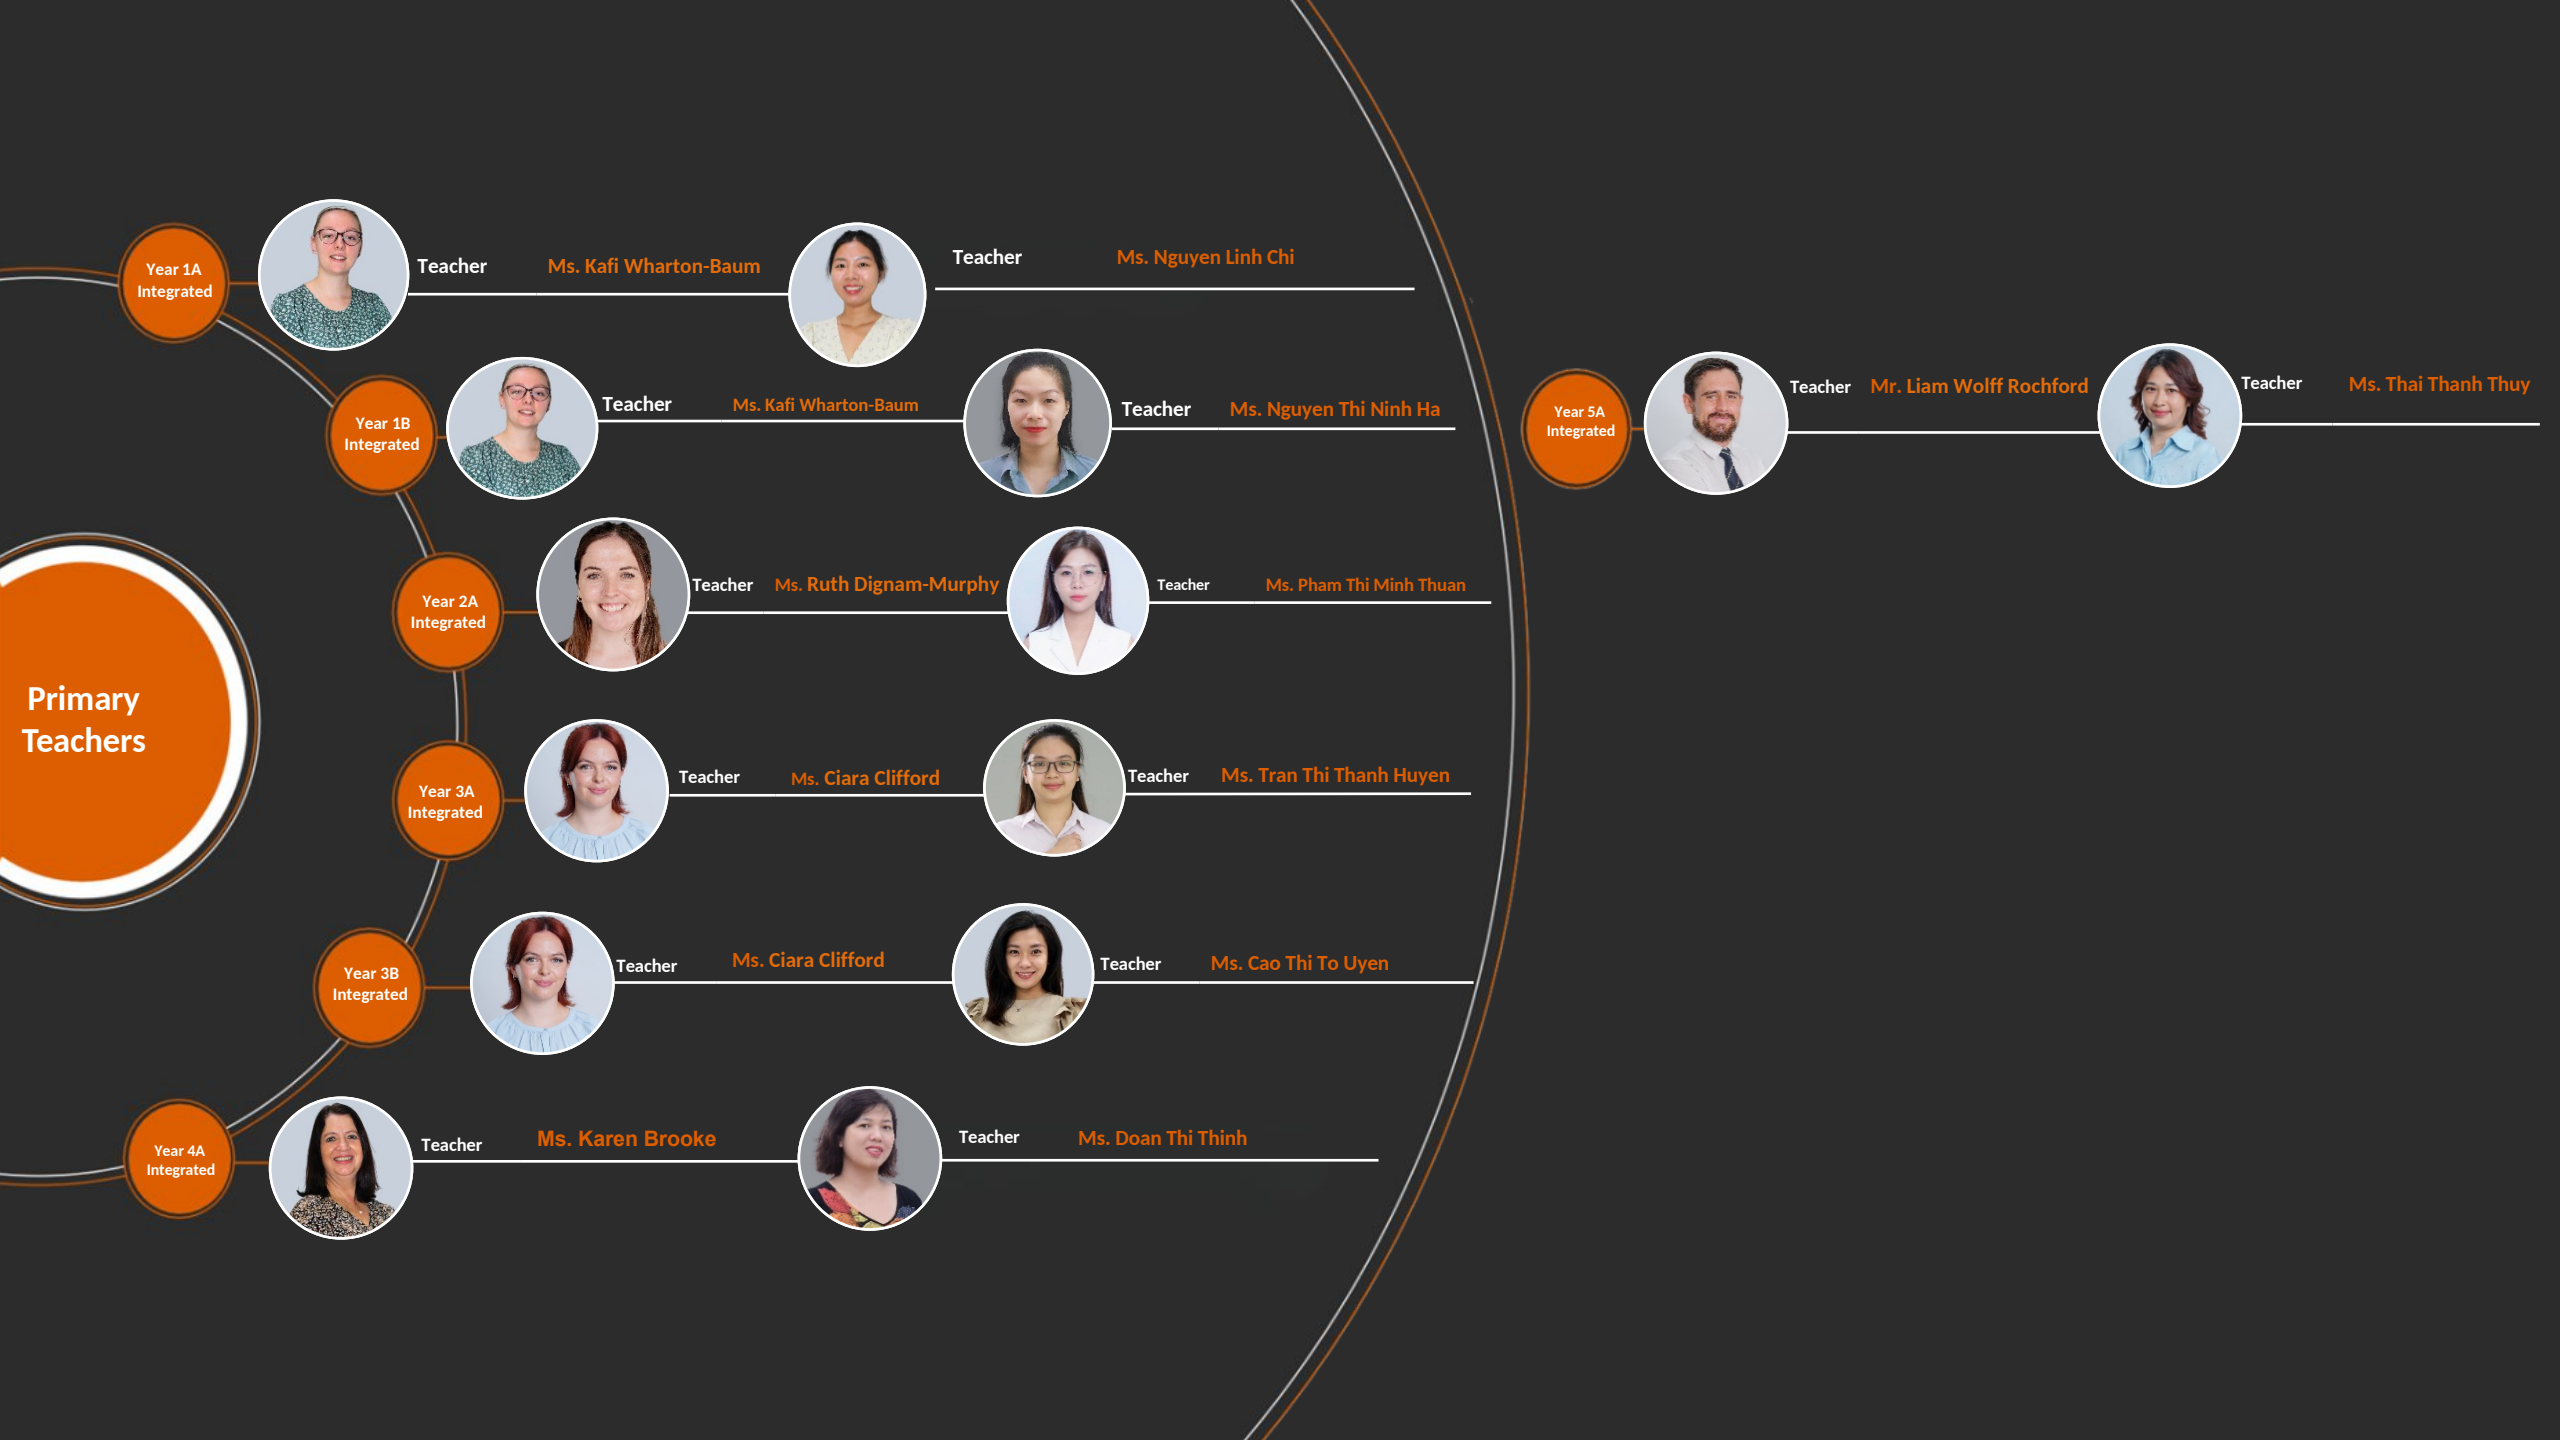 Primary
Teachers
Year 1A
Integrated
Teacher Ms. Kafi Wharton-Baum Teacher Ms. Nguyen Linh Chi
Year 1B
Integrated
Teacher Ms. Kafi Wharton-Baum Teacher Ms. Nguyen Thi Ninh Ha
Year 2A
Integrated
Teacher Ms. Ruth Dignam-Murphy Teacher Ms. Pham Thi Minh Thuan
Year 3A
Integrated
Teacher Ms. Ciara Clifford Teacher Ms. Tran Thi Thanh Huyen
Year 3B
Integrated
Teacher Ms. Ciara Clifford Teacher Ms. Cao Thi To Uyen
Year 4A
Integrated
Teacher Ms. Karen Brooke Teacher Ms. Doan Thi Thinh
Year 5A
Integrated
Teacher Mr. Liam Wolff Rochford Teacher Ms. Thai Thanh Thuy